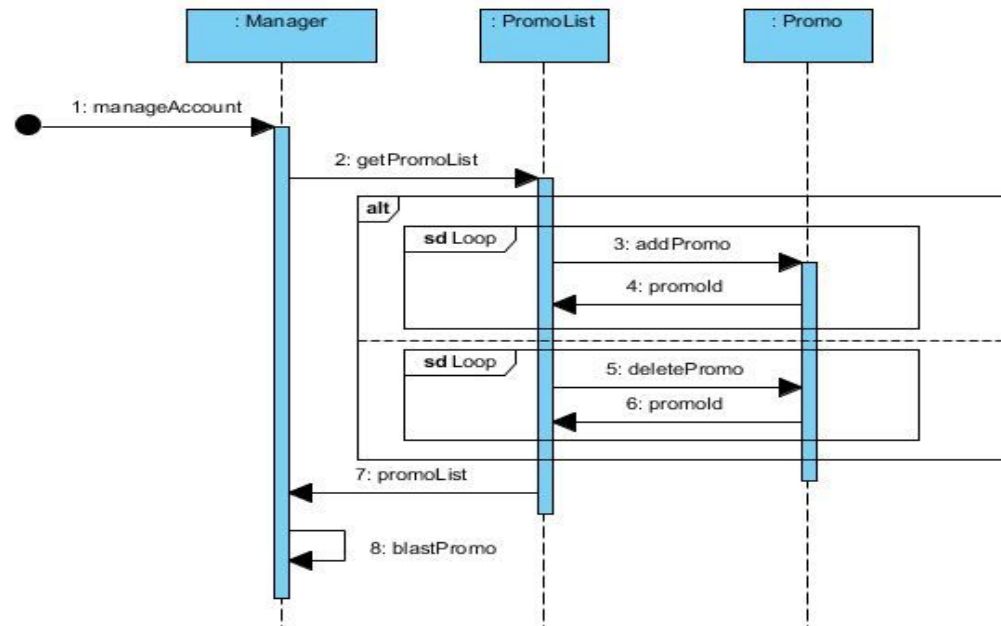 : Manager
: PromoList
: Promo
1: manageAccount
2: getPromoList
alt
sd Loop
3: addPromo
4: promoId
sd Loop
5: deletePromo
6: promoId
7: promoList
8: blastPromo